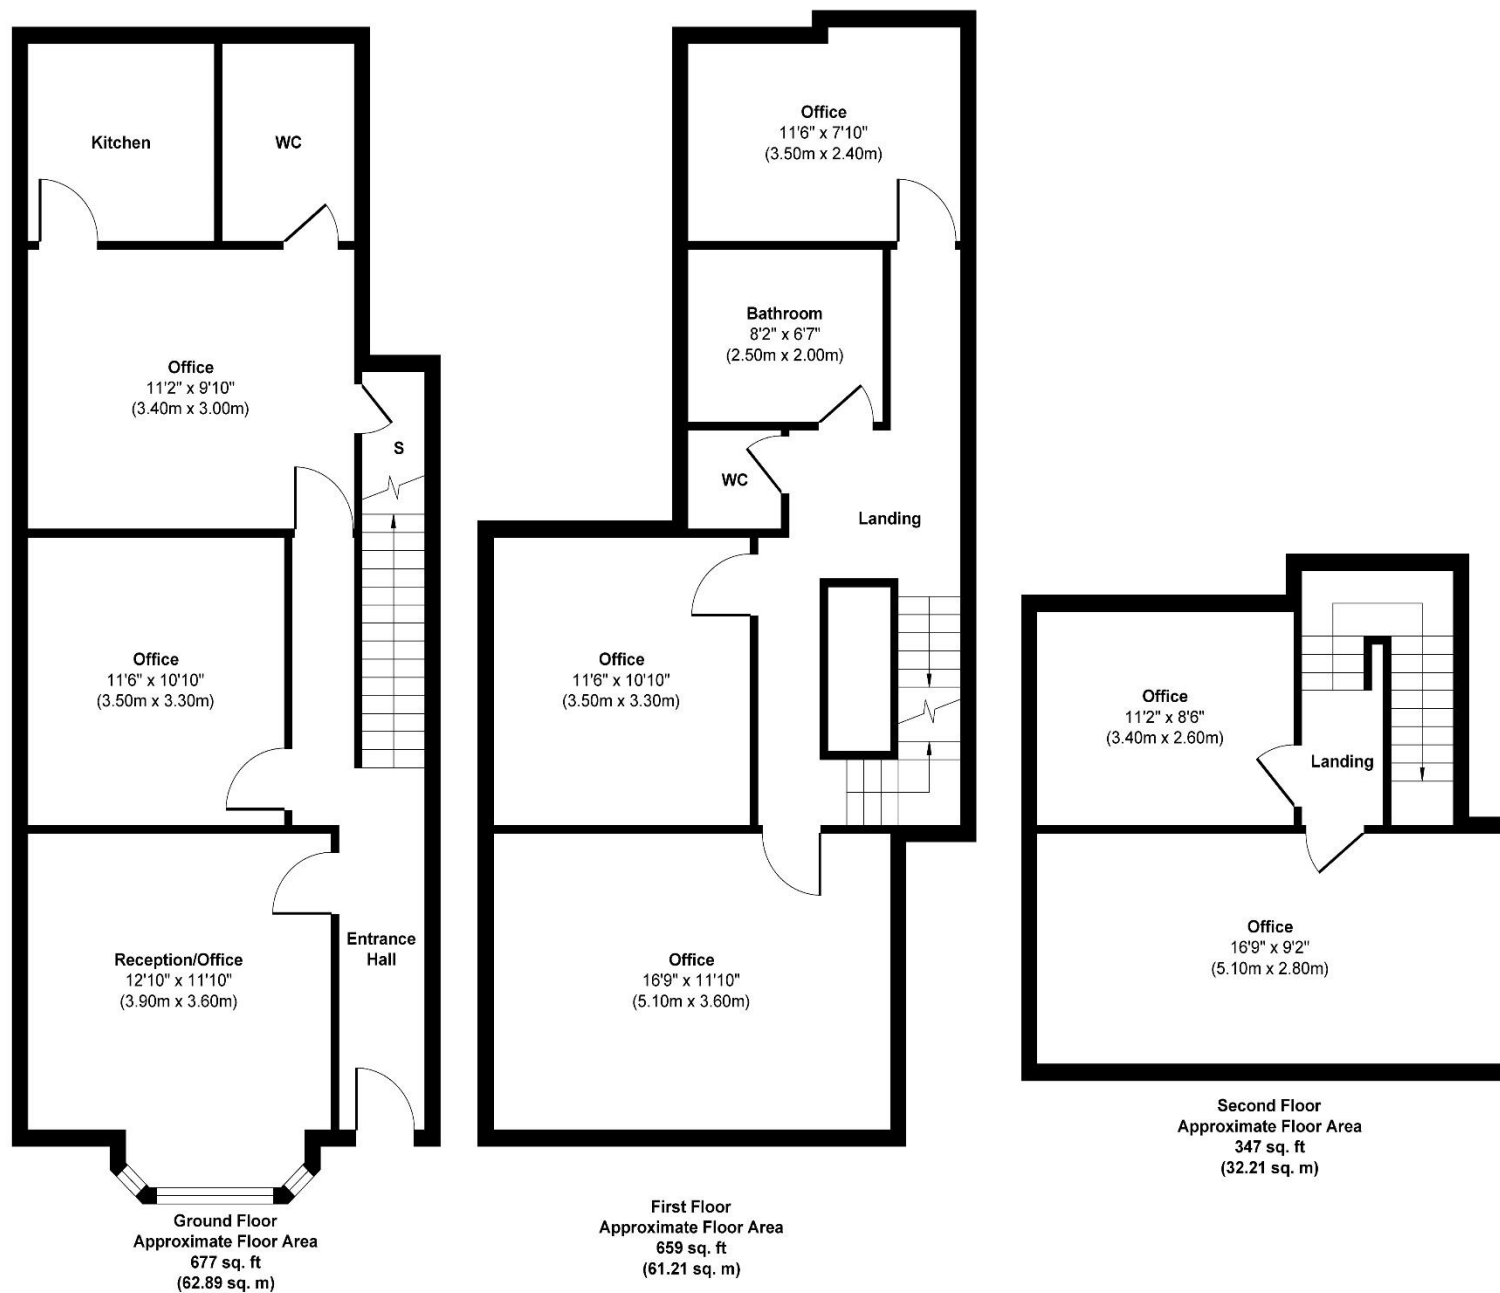 Kitchen
WC
Office
11'2" x 9'10"
(3.40m x 3.00m)
S
Office
11'6" x 10'10"
(3.50m x 3.30m)
Reception/Office
12'10" x 11'10"
(3.90m x 3.60m)
Entrance
Hall
Ground Floor
Approximate Floor Area
677 sq. ft
(62.89 sq. m)
Office
11'6" x 7'10"
(3.50m x 2.40m)
Bathroom
8'2" x 6'7"
(2.50m x 2.00m)
WC
Landing
Office
11'6" x 10'10"
(3.50m x 3.30m)
Office
16'9" x 11'10"
(5.10m x 3.60m)
First Floor
Approximate Floor Area
659 sq. ft
(61.21 sq. m)
Office
11'2" x 8'6"
(3.40m x 2.60m)
Landing
Office
16'9" x 9'2"
(5.10m x 2.80m)
Second Floor
Approximate Floor Area
347 sq. ft
(32.21 sq. m)